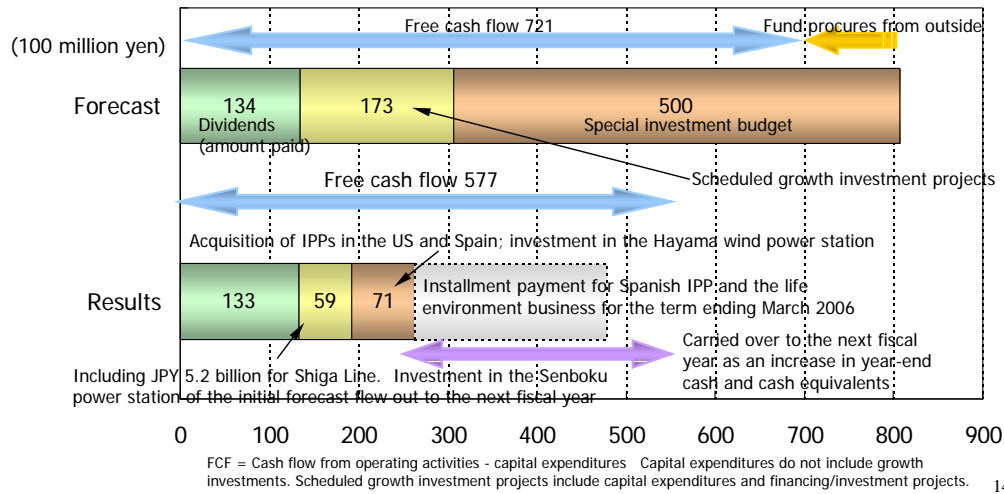 Free cash flow 721
Fund procures from outside
(100 million yen)
Forecast
134
173
500
Dividends
(amount paid)
Special investment budget
Free cash flow 577
Scheduled growth investment projects
Acquisition of IPPs in the US and Spain; investment in the Hayama wind power station
Results
133
59
71
Installment payment for Spanish IPP and the life
environment business for the term ending March 2006
Carried over to the next fiscal
year as an increase in year-end
cash and cash equivalents
Including JPY 5.2 billion for Shiga Line. Investment in the Senboku
power station of the initial forecast flew out to the next fiscal year
0 100 200 300 400 500 600 700 800 900
FCF = Cash flow from operating activities - capital expenditures Capital expenditures do not include growth
investments. Scheduled growth investment projects include capital expenditures and financing/investment projects.